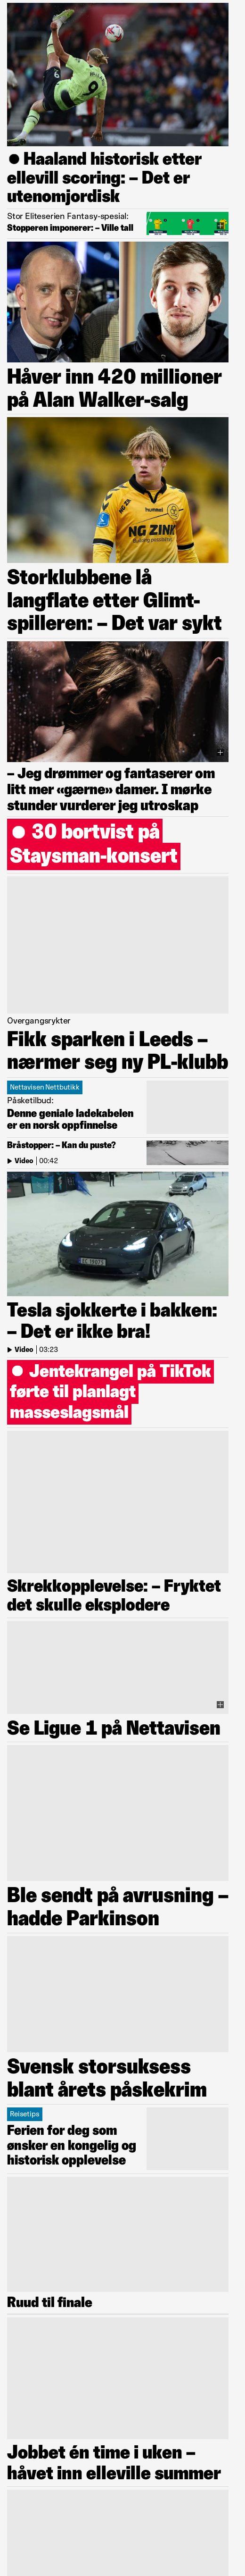 Haaland historisk etter
ellevill scoring: – Det er
utenomjordisk
Stor Eliteserien Fantasy-spesial:
Stopperen imponerer: – Ville tall
Håver inn 420 millioner
på Alan Walker-salg
hummel
NG ZINK
Storklubbene lå
langflate etter Glimt-
spilleren: – Det var sykt
– Jeg drømmer og fantaserer om
litt mer «gærne» damer. I mørke
stunder vurderer jeg utroskap
30 bortvist på
Staysman-konsert
Overgangsrykter
Fikk sparken i Leeds –
nærmer seg ny PL-klubb
Nettavisen Nettbutikk
Påsketilbud:
Denne geniale ladekabelen
er en norsk oppfinnelse
Bråstopper: – Kan du puste?
Video | 00:42
Tesla sjokkerte i bakken:
– Det er ikke bra!
Video | 03:23
Jentekrangel på TikTok
førte til planlagt
masseslagsmål
Skrekkopplevelse: – Fryktet
det skulle eksplodere
Se Ligue 1 på Nettavisen
Ble sendt på avrusning –
hadde Parkinson
Svensk storsuksess
blant årets påskekrim
Reisetips
Ferien for deg som
ønsker en kongelig og
historisk opplevelse
Ruud til finale
Jobbet én time i uken –
håvet inn elleville summer